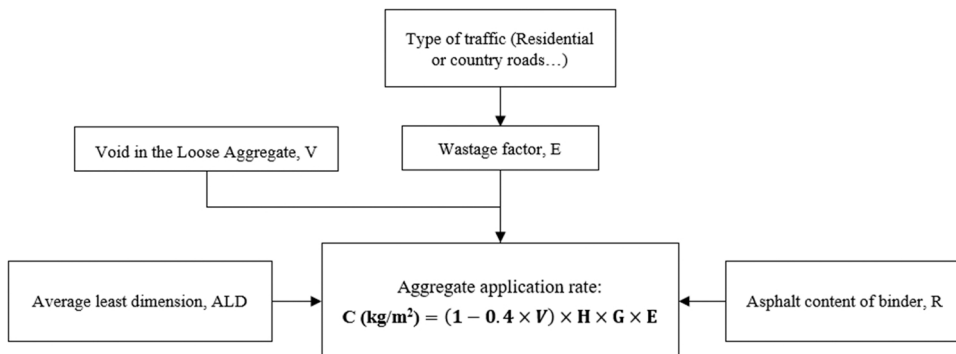 Type of traffic (Residential
or country roads…)
Void in the Loose Aggregate, V
Wastage factor, E
Average least dimension, ALD
Aggregate application rate:
C (kg/m²) = (1 − 0.4 × V) × H × G × E
Asphalt content of binder, R